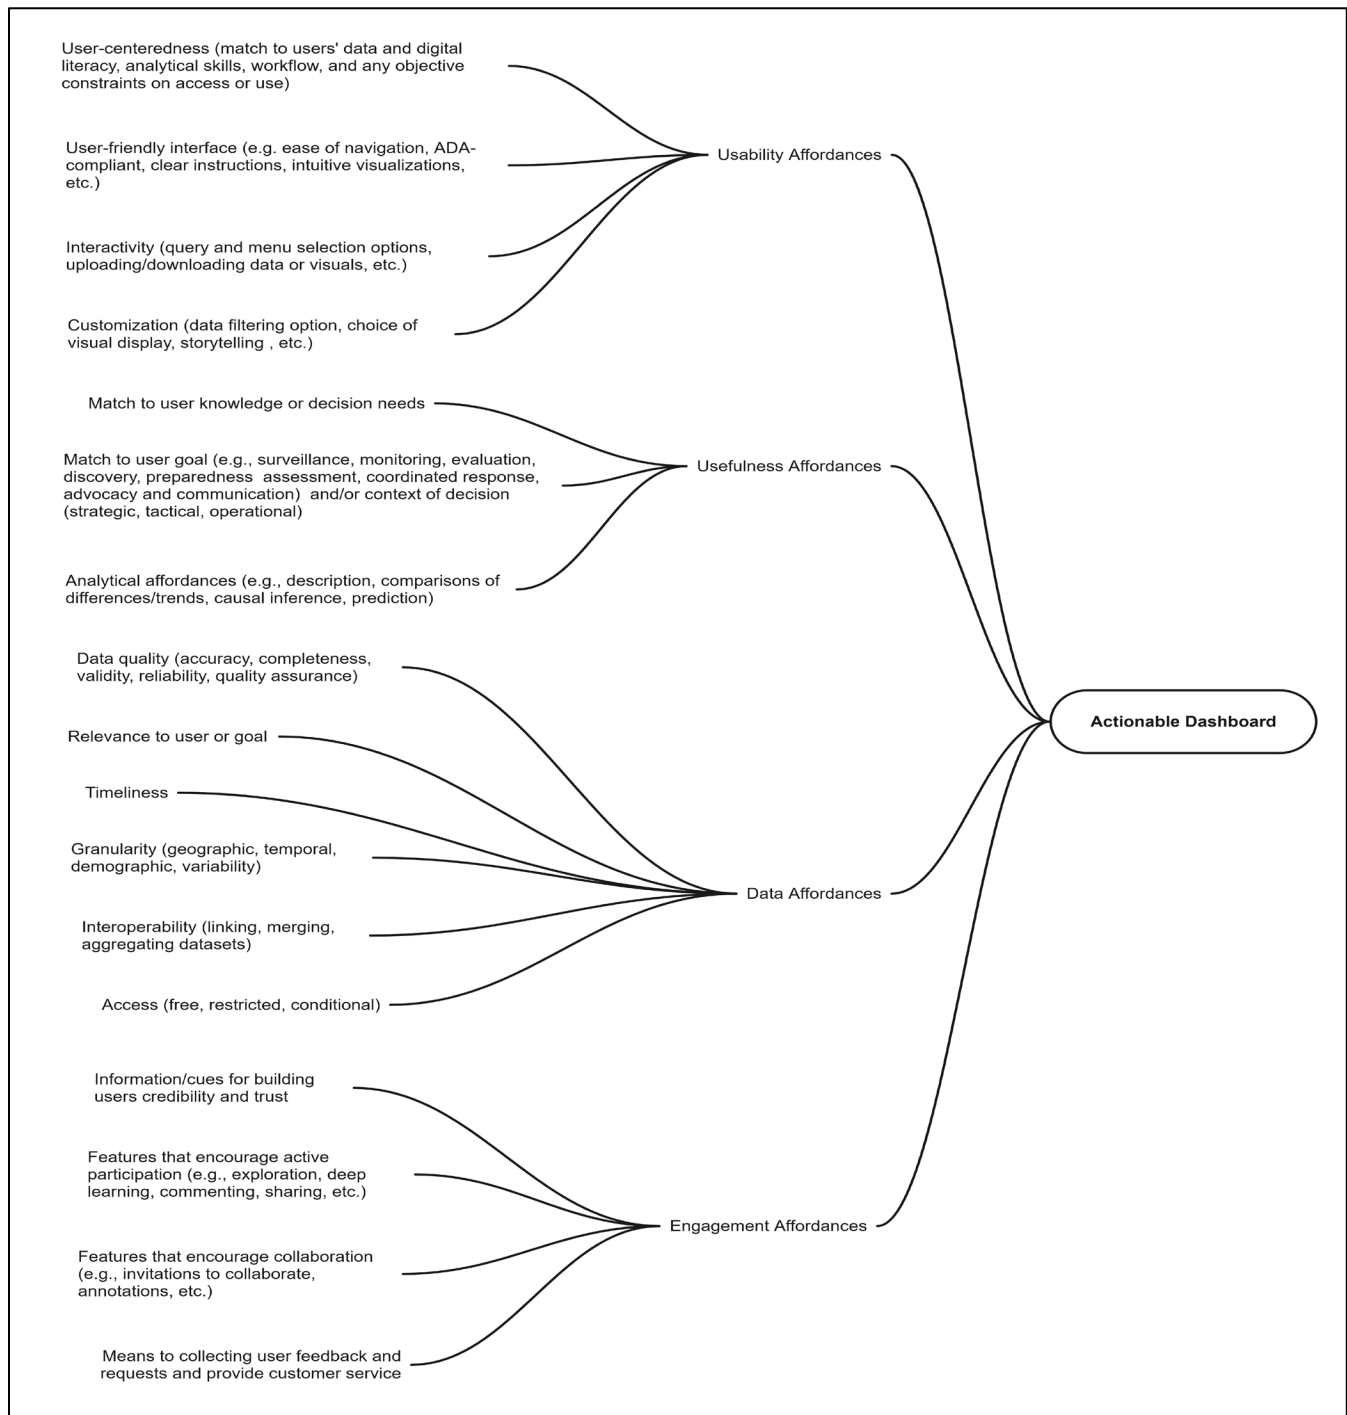 User-centeredness (match to users' data and digital
literacy, analytical skills, workflow, and any objective
constraints on access or use)
User-friendly interface (e.g. ease of navigation, ADA-
compliant, clear instructions, intuitive visualizations,
etc.)
Interactivity (query and menu selection options,
uploading/downloading data or visuals, etc.)
Customization (data filtering option, choice of
visual display, storytelling , etc.)
Usability Affordances
Match to user knowledge or decision needs
Match to user goal (e.g., surveillance, monitoring, evaluation,
discovery, preparedness  assessment, coordinated response,
advocacy and communication)  and/or context of decision
(strategic, tactical, operational)
Analytical affordances (e.g., description, comparisons of
differences/trends, causal inference, prediction)
Usefulness Affordances
Data quality (accuracy, completeness,
validity, reliability, quality assurance)
Relevance to user or goal
Timeliness
Granularity (geographic, temporal,
demographic, variability)
Interoperability (linking, merging,
aggregating datasets)
Access (free, restricted, conditional)
Data Affordances
Information/cues for building
users credibility and trust
Features that encourage active
participation (e.g., exploration, deep
learning, commenting, sharing, etc.)
Features that encourage collaboration
(e.g., invitations to collaborate,
annotations, etc.)
Means to collecting user feedback and
requests and provide customer service
Engagement Affordances
Actionable Dashboard